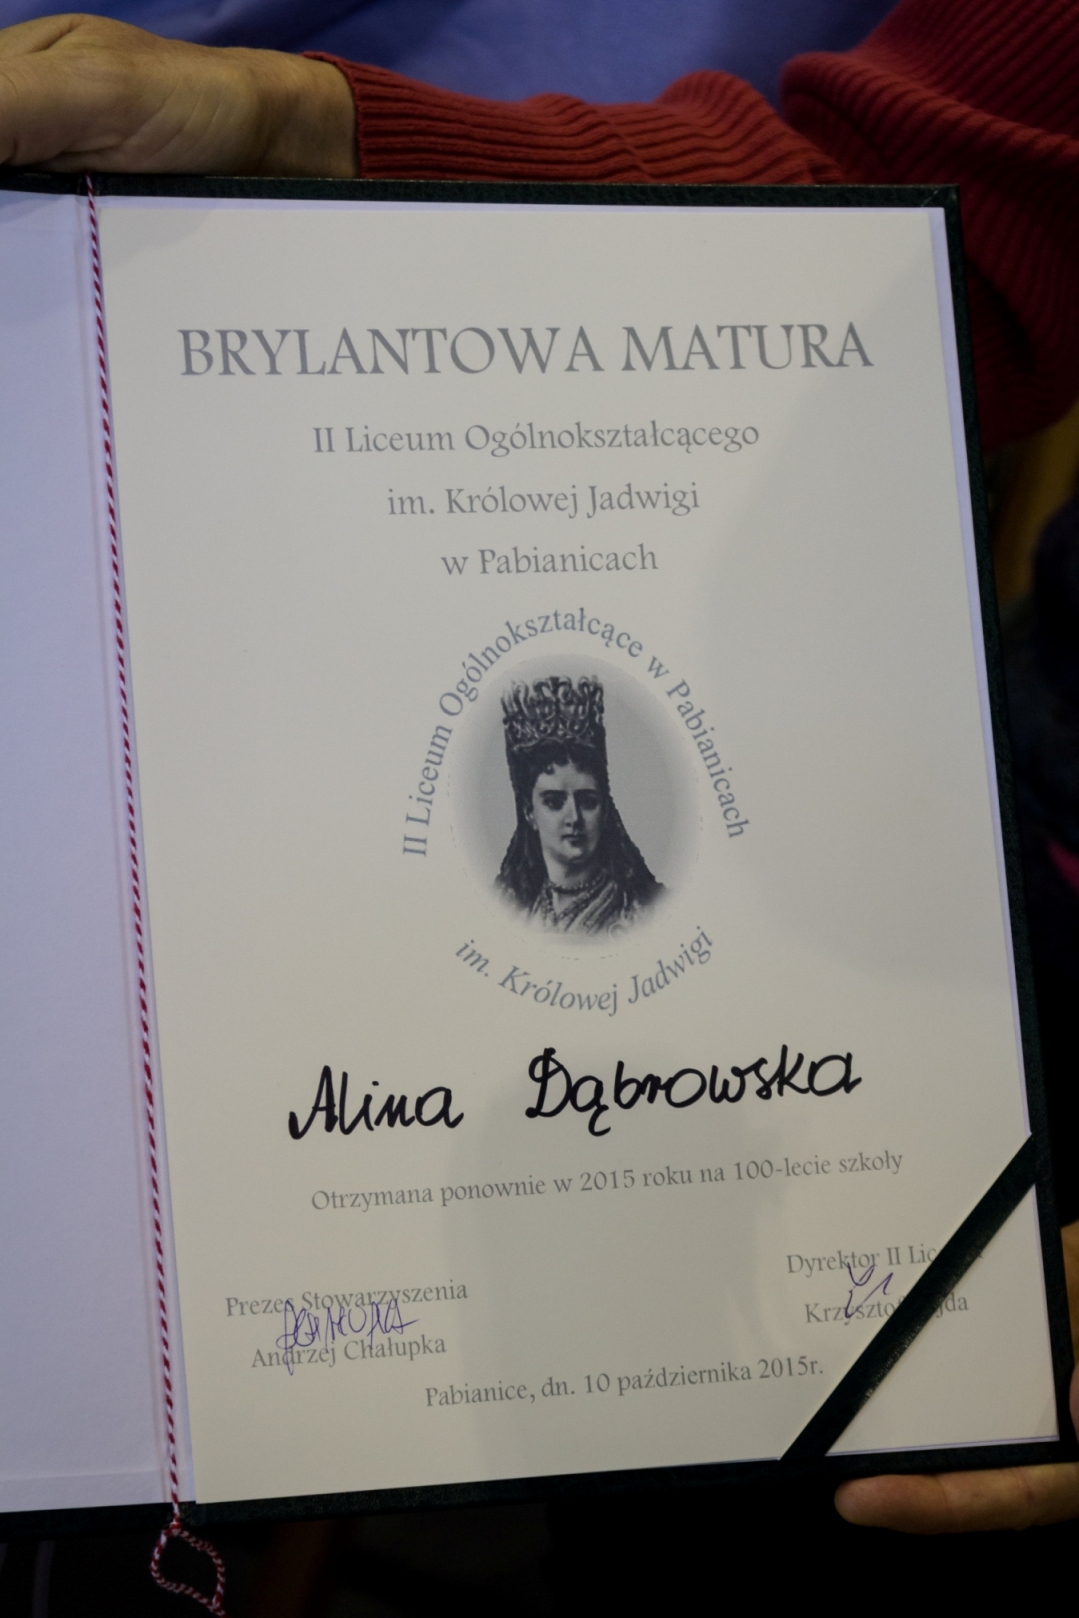 BRYLANTOWA MATURA
II Liceum Ogólnokształcącego
im. Królowej Jadwigi
w Pabianicach
II Liceum Ogólnokształcące w Pabianicach
im. Królowej Jadwigi
Alina Dąbrowska
Otrzymana ponownie w 2015 roku na 100-lecie szkoły
Prezes Stowarzyszenia
Andrzej Chałupka
Dyrektor II
Pabianice, dn. 10 października 2015r.